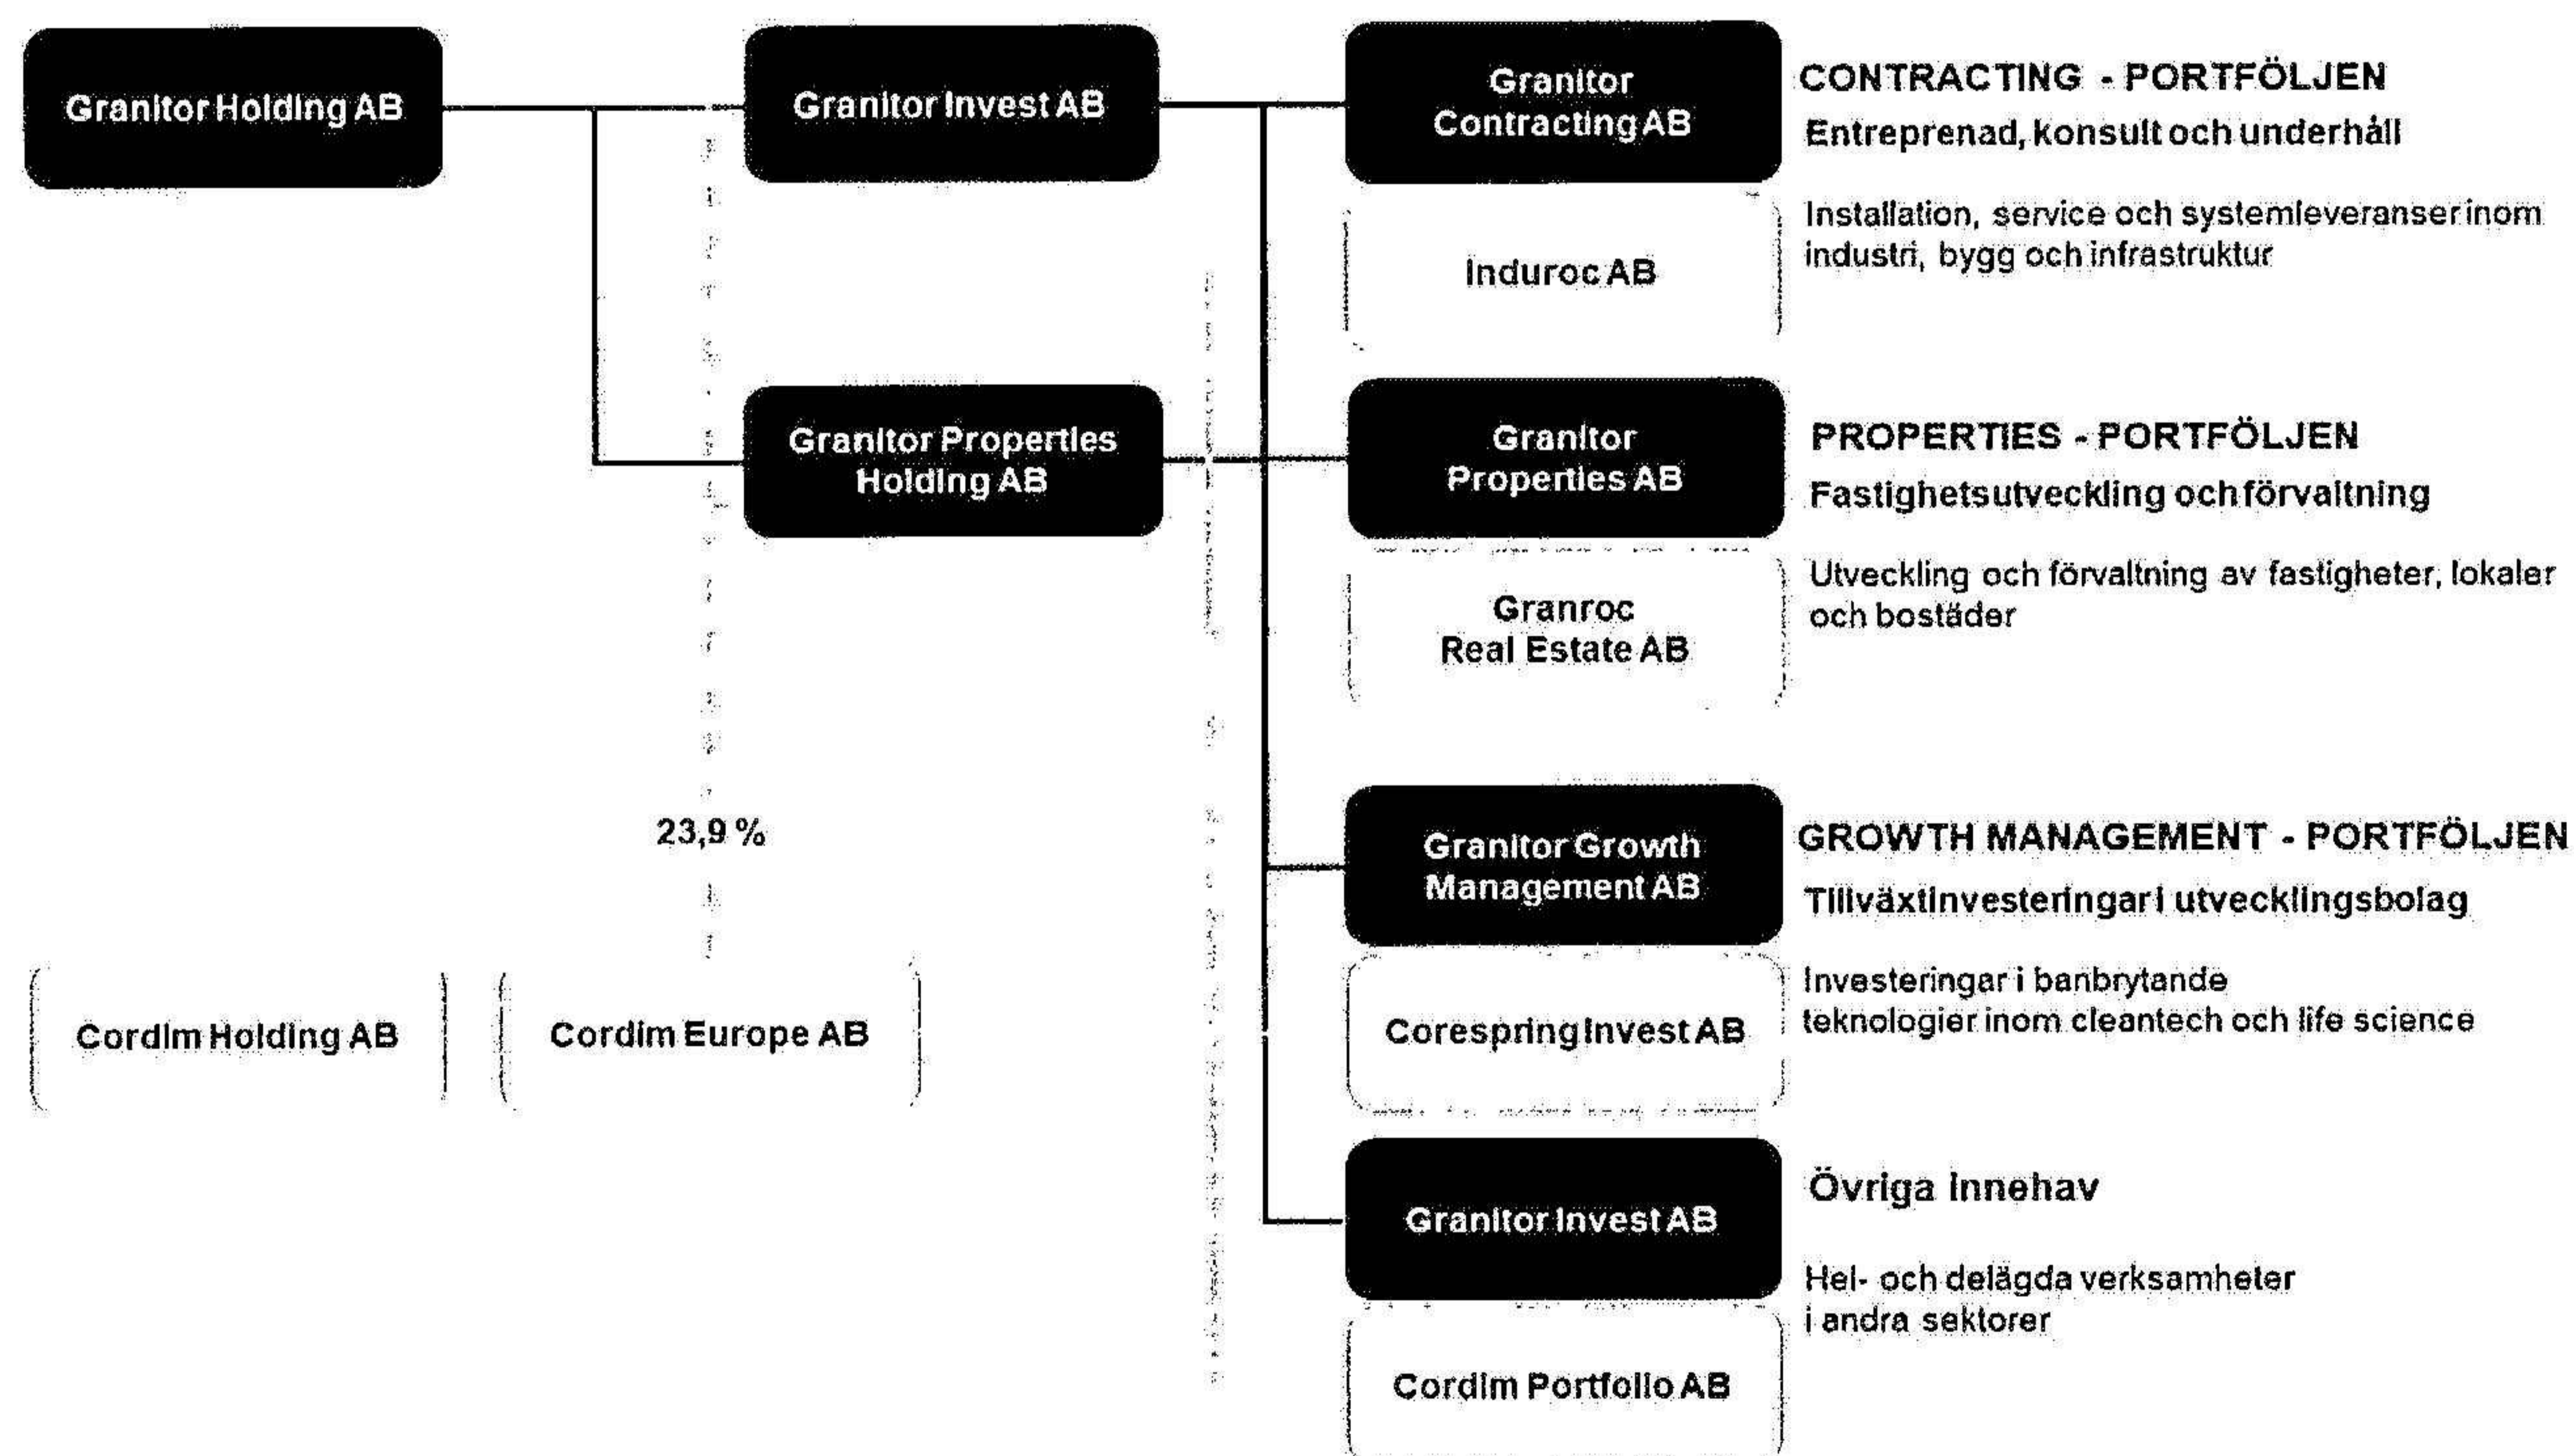 Granitor Holding AB
Granitor Invest AB
Granitor
Contracting AB
CONTRACTING - PORTFÖLJEN
Entreprenad, konsult och underhåll
Induroc AB
Installation, service och systemleveranser inom
industri, bygg och infrastruktur
Granitor Properties
Holding AB
Granitor
Properties AB
PROPERTIES - PORTFÖLJEN
Fastighetsutveckling och förvaltning
Granroc
Real Estate AB
Utveckling och förvaltning av fastigheter, lokaler
och bostäder
23,9 %
Granitor Growth
Management AB
GROWTH MANAGEMENT - PORTFÖLJEN
Tillväxtinvesteringar i utvecklingsbolag
Cordim Holding AB
Cordim Europe AB
Corespring Invest AB
Investeringar i banbrytande
teknologier inom cleantech och life science
Granitor Invest AB
Övriga innehav
Hel- och delägda verksamheter
i andra sektorer
Cordim Portfolio AB